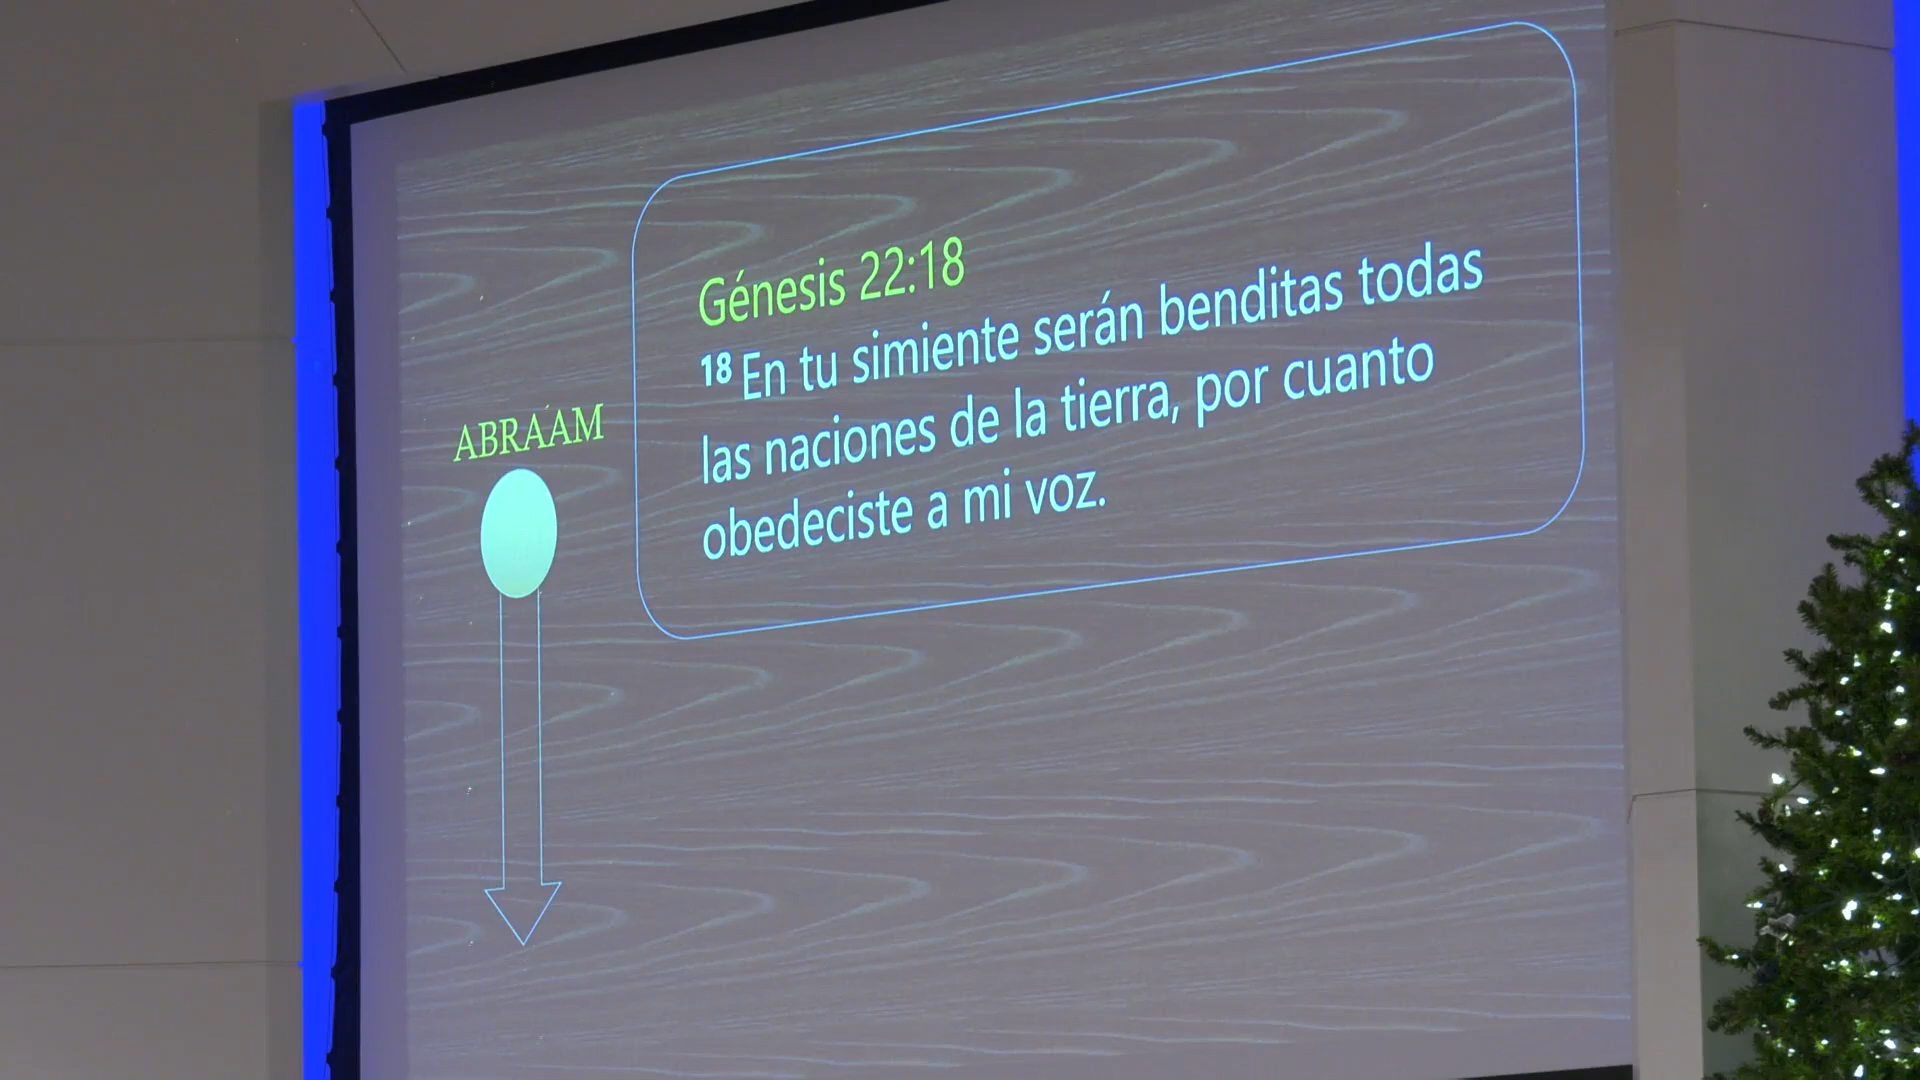 Génesis 22:18
18 En tu simiente serán benditas todas
las naciones de la tierra, por cuanto
obedeciste a mi voz.
ABRAÁM